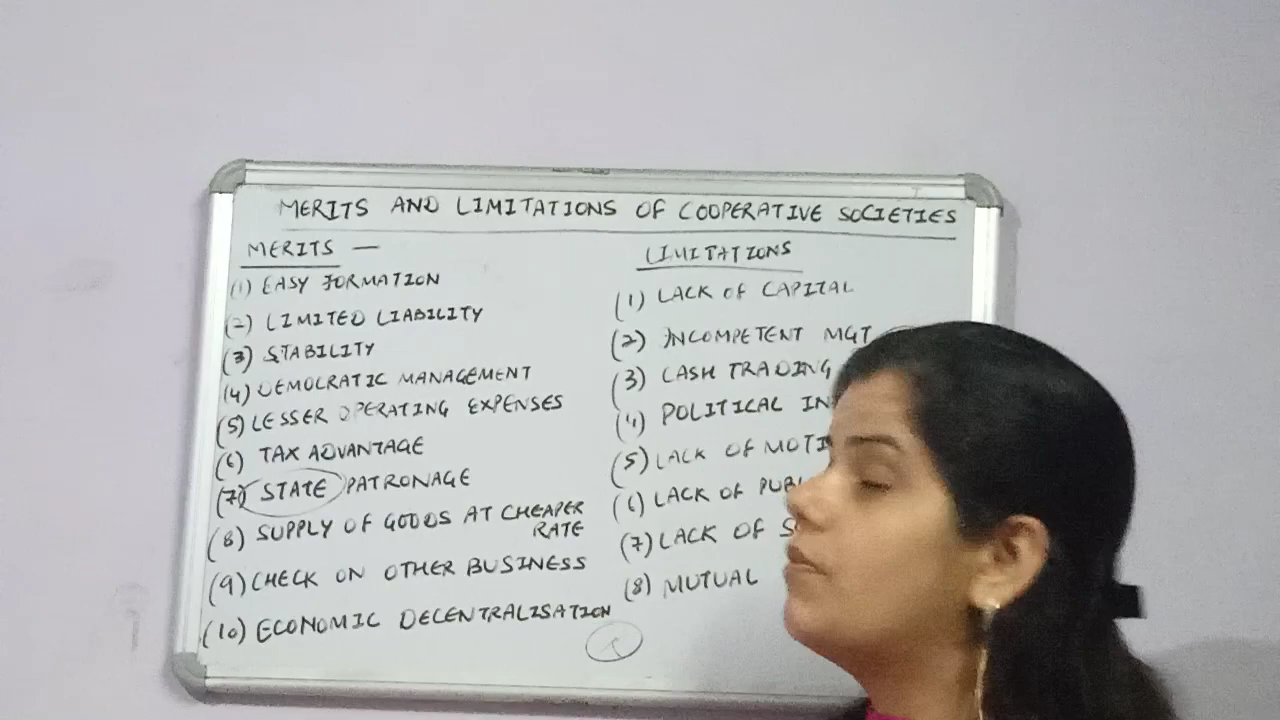 MERITS AND LIMITATIONS OF COOPERATIVE SOCIETIES
MERITS —
(1) EASY FORMATION
(2) LIMITED LIABILITY
(3) STABILITY
(4) DEMOCRATIC MANAGEMENT
(5) LESSER OPERATING EXPENSES
(6) TAX ADVANTAGE
(7) STATE PATRONAGE
(8) SUPPLY OF GOODS AT CHEAPER
RATE
(9) CHECK ON OTHER BUSINESS
(10) ECONOMIC DECENTRALISATION
LIMITATIONS
(1) LACK OF CAPITAL
(2) INCOMPETENT MGT
(3) CASH TRADING
(4) POLITICAL
(5) LACK OF
(6) LACK OF
(7) LACK OF
(8) MUTUAL